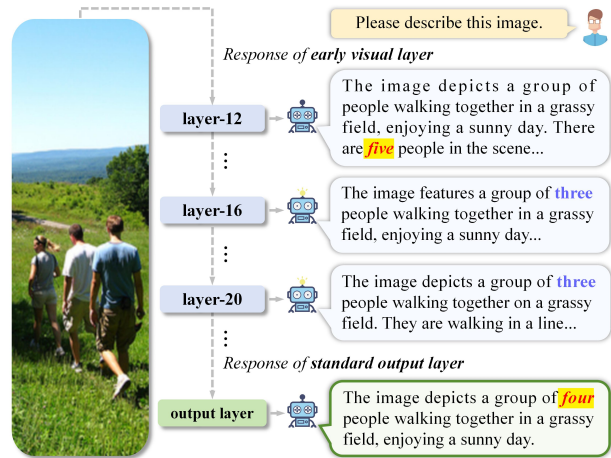 Please describe this image.
Response of early visual layer
layer-12
The image depicts a group of
people walking together in a grassy
field, enjoying a sunny day. There
are five people in the scene...
layer-16
The image features a group of three
people walking together in a grassy
field, enjoying a sunny day...
layer-20
The image depicts a group of three
people walking together on a grassy
field. They are walking in a line...
Response of standard output layer
output layer
The image depicts a group of four
people walking together in a grassy
field, enjoying a sunny day.